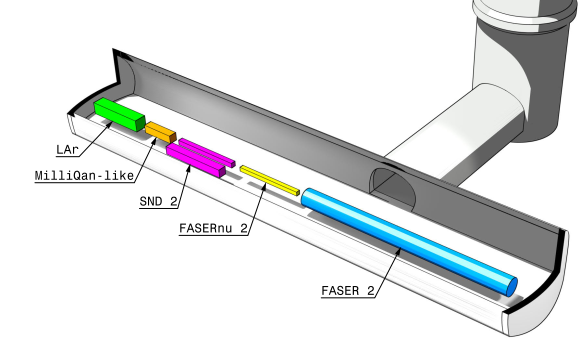 LAr
MilliQan-like
SND 2
FASERnu 2
FASER 2